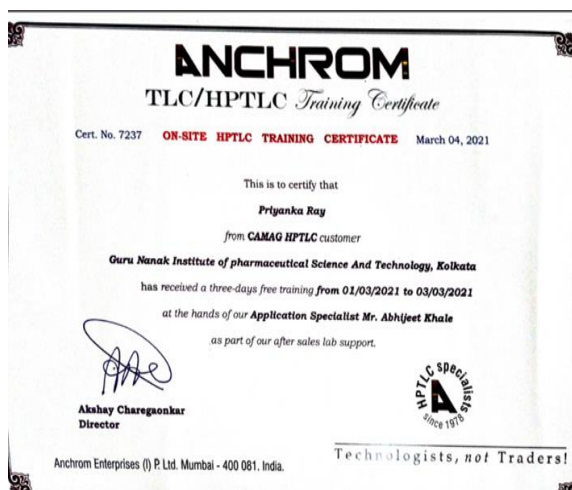 ANCHROM
TLC/HPTLC Training Certificate
Cert. No. 7237 ON-SITE HPTLC TRAINING CERTIFICATE March 04, 2021
This is to certify that
Priyanka Ray
from CAMAG HPTLC customer
Guru Nanak Institute of pharmaceutical Science And Technology, Kolkata
has received a three-days free training from 01/03/2021 to 03/03/2021
at the hands of our Application Specialist Mr. Abhijeet Khale
as part of our after sales lab support.
Akshay Charegaonkar
Director
HPTLC specialists
A
since 1978
Anchrom Enterprises (I) P. Ltd. Mumbai - 400 081. India.
Technologists, not Traders!